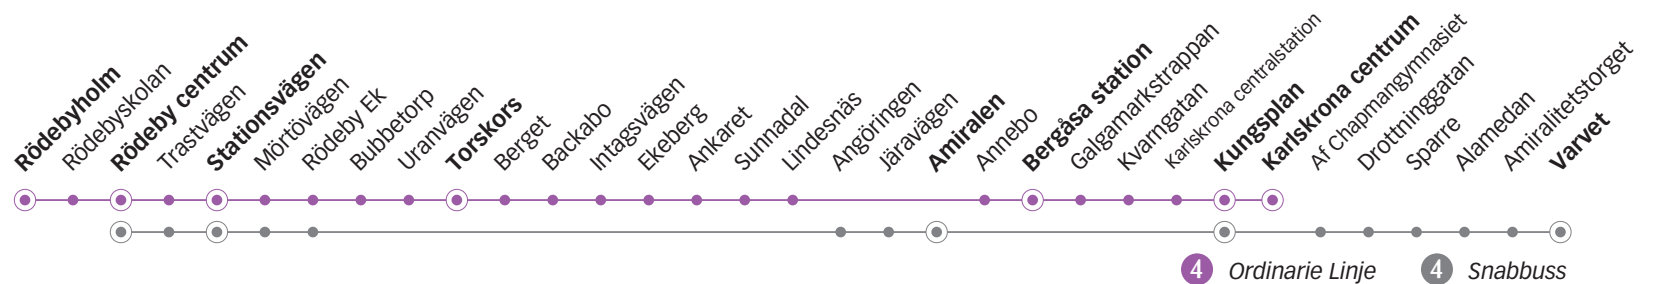 Rödebyholm
Rödebyskolan
Rödeby centrum
Trastvägen
Stationsvägen
Mörtövägen
Rödeby Ek
Bubbetorp
Uranvägen
Torskors
Berget
Backabo
Intagsvägen
Ekeberg
Ankaret
Sunnadal
Lindesnäs
Angöringen
Järavägen
Amiralen
Annebo
Bergåsa station
Galgamarkstrappan
Kvarngatan
Karlskrona centralstation
Kungsplan
Karlskrona centrum
Af Chapmangymnasiet
Drottninggatan
Sparre
Alamedan
Amiralitetstorget
Varvet
4 Ordinarie Linje 4 Snabbuss